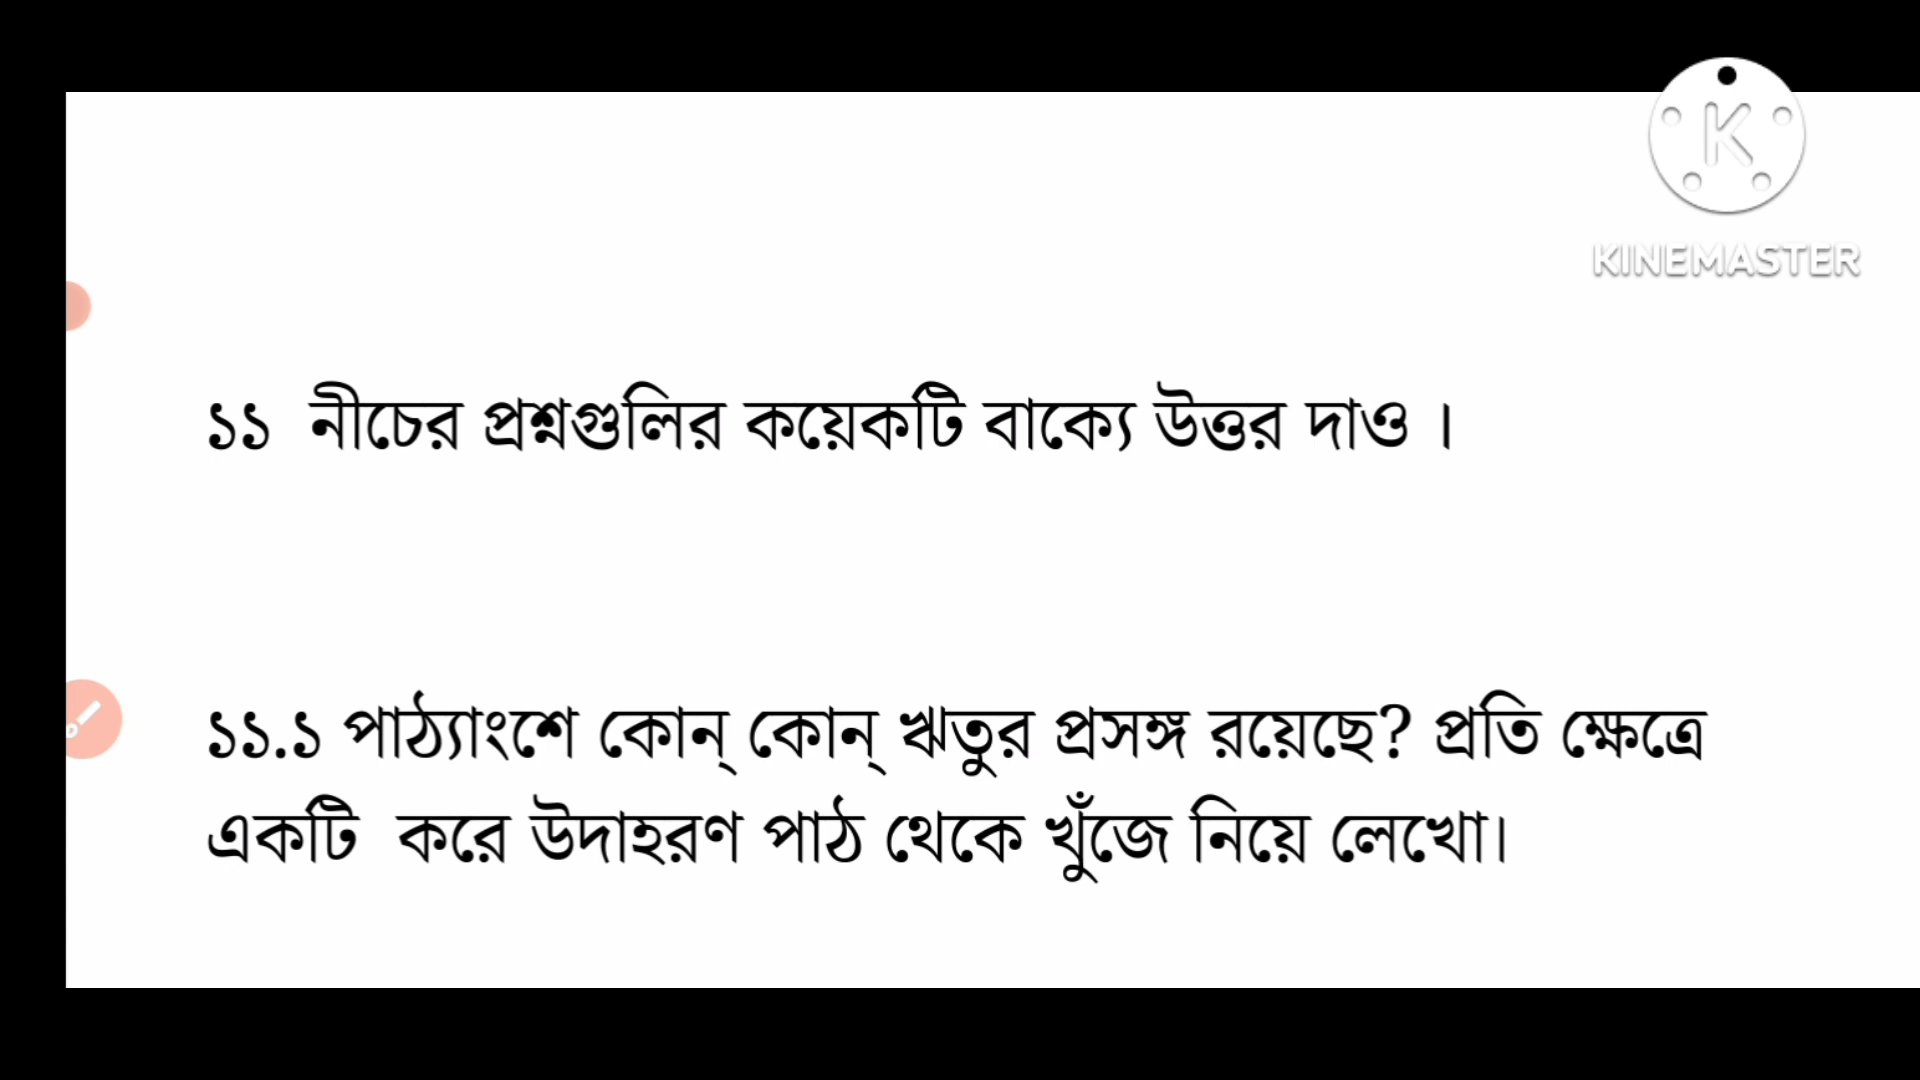 K
KINEMASTER
১১ নীচের প্রশ্নগুলির কয়েকটি বাক্যে উত্তর দাও ।
১১.১ পাঠ্যাংশে কোন্ কোন্ ঋতুর প্রসঙ্গ রয়েছে? প্রতি ক্ষেত্রে
একটি করে উদাহরণ পাঠ থেকে খুঁজে নিয়ে লেখো।